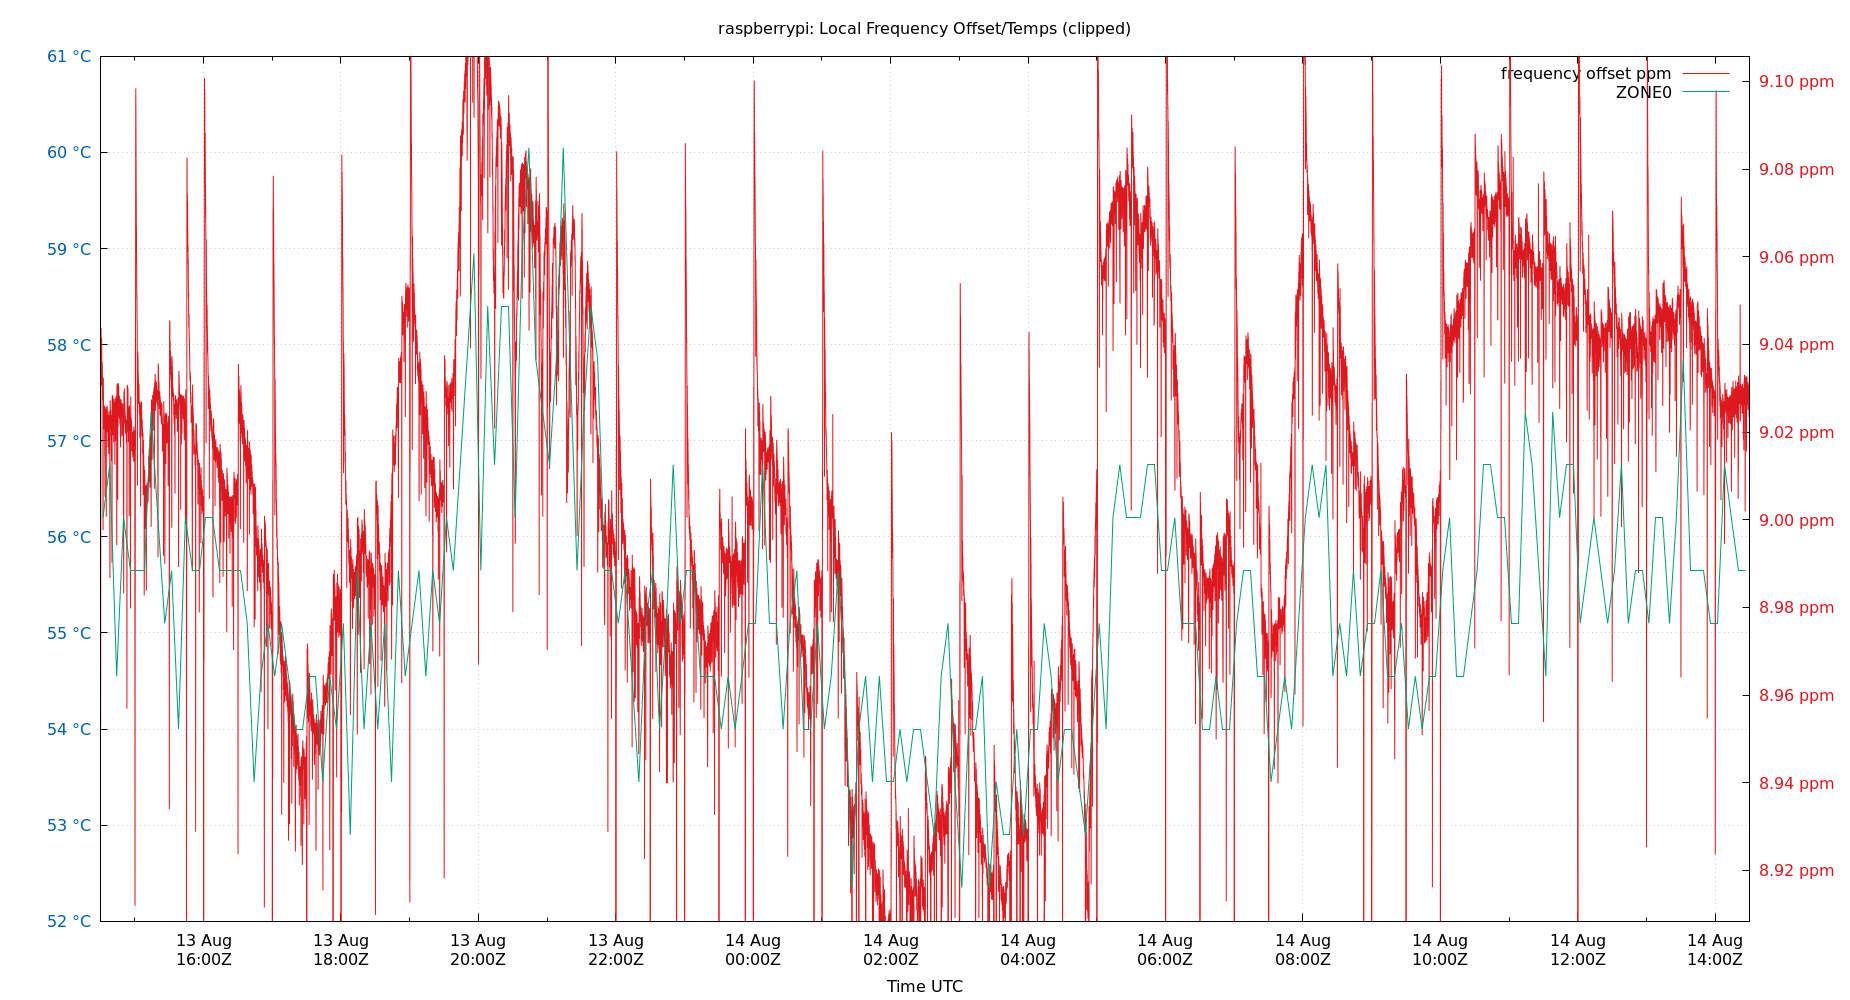 raspberrypi: Local Frequency Offset/Temps (clipped)
61 °C
60 °C
59 °C
58 °C
57 °C
56 °C
55 °C
54 °C
53 °C
52 °C
frequency offset ppm
ZONE0
9.10 ppm
9.08 ppm
9.06 ppm
9.04 ppm
9.02 ppm
9.00 ppm
8.98 ppm
8.96 ppm
8.94 ppm
8.92 ppm
13 Aug 13 Aug 13 Aug 13 Aug 14 Aug 14 Aug 14 Aug 14 Aug 14 Aug 14 Aug 14 Aug 14 Aug
16:00Z 18:00Z 20:00Z 22:00Z 00:00Z 02:00Z 04:00Z 06:00Z 08:00Z 10:00Z 12:00Z 14:00Z
Time UTC